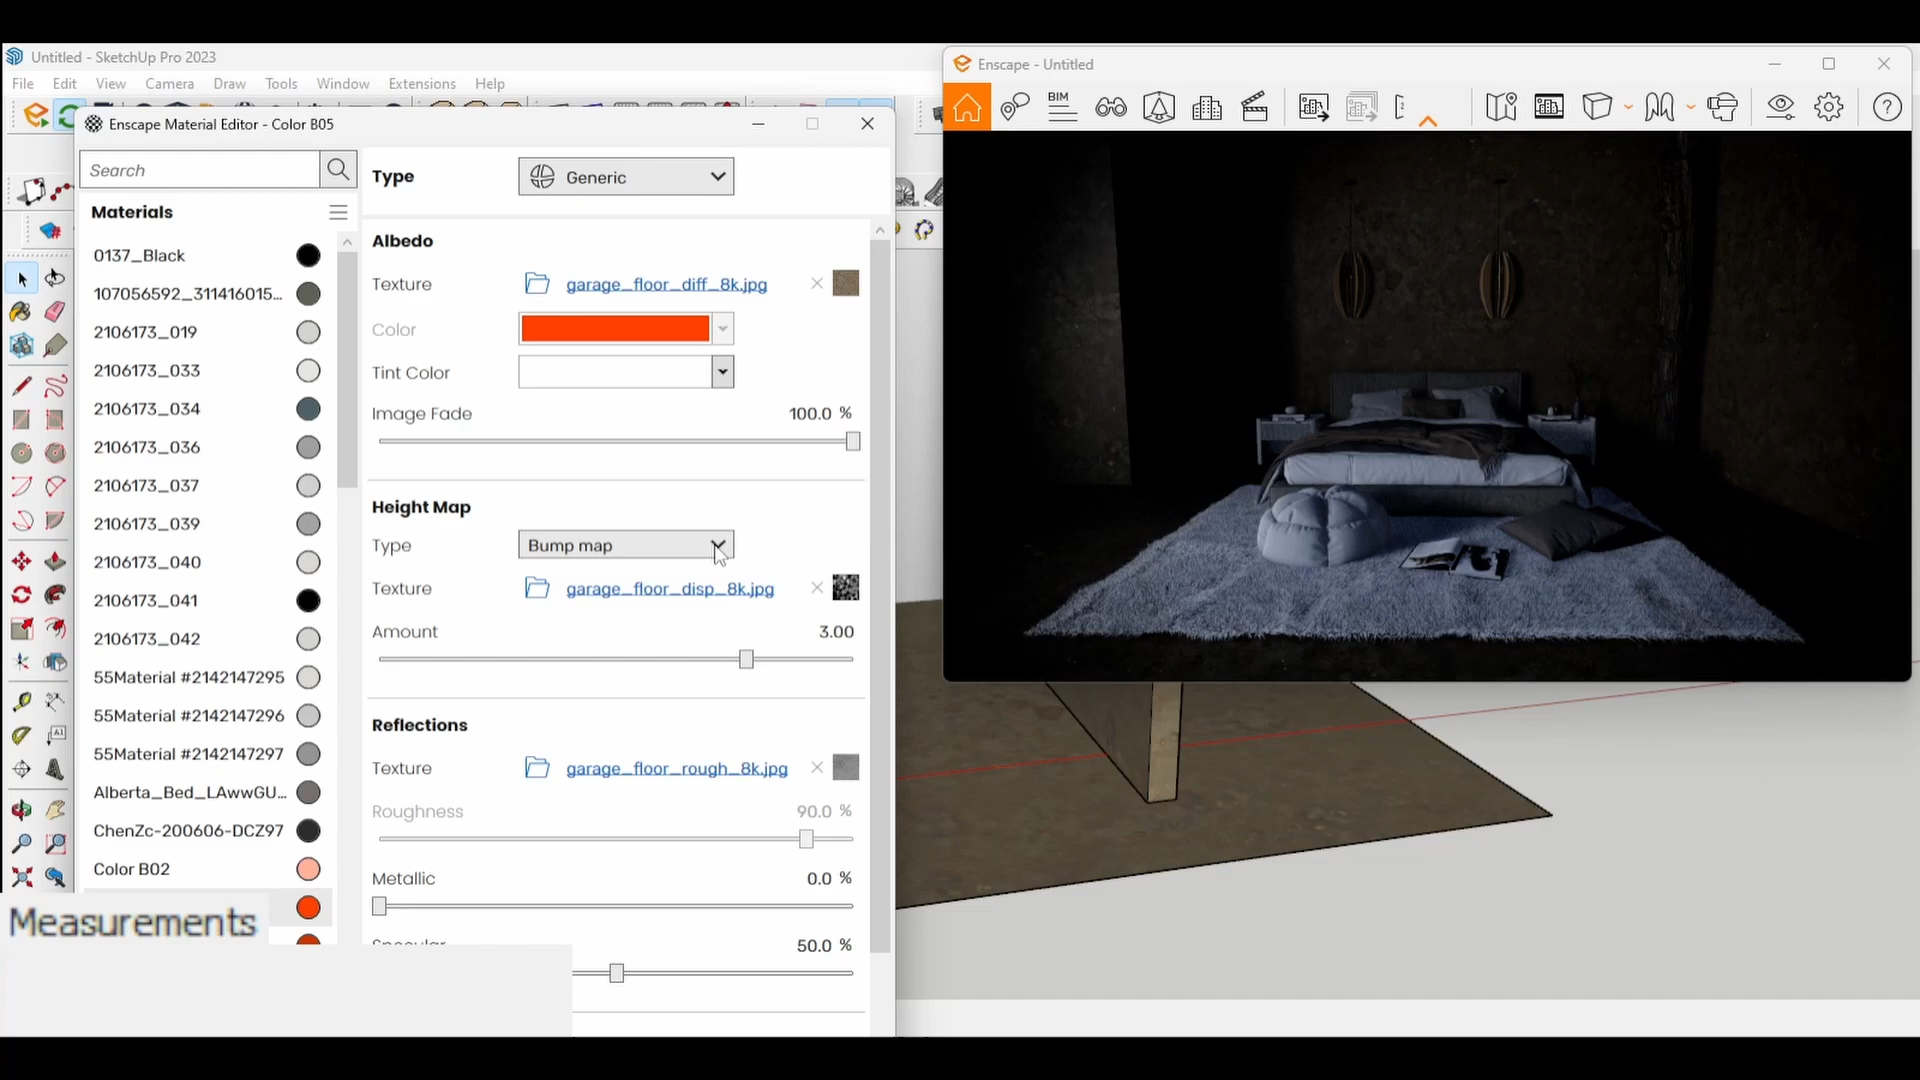 Untitled - SketchUp Pro 2023
File Edit View Camera Draw Tools Window Extensions Help
Enscape Material Editor - Color B05
Search
Materials
0137_Black
107056592_311416015...
2106173_019
2106173_033
2106173_034
2106173_036
2106173_037
2106173_039
2106173_040
2106173_041
2106173_042
55Material #2142147295
55Material #2142147296
55Material #2142147297
Alberta_Bed_LAwwGU...
ChenZc-200606-DCZ97
Color B02
Measurements
Type Generic
Albedo
Texture garage_floor_diff_8k.jpg
Color
Tint Color
Image Fade 100.0 %
Height Map
Type Bump map
Texture garage_floor_disp_8k.jpg
Amount 3.00
Reflections
Texture garage_floor_rough_8k.jpg
Roughness 90.0 %
Metallic 0.0 %
Specular 50.0 %
Enscape - Untitled
BIM